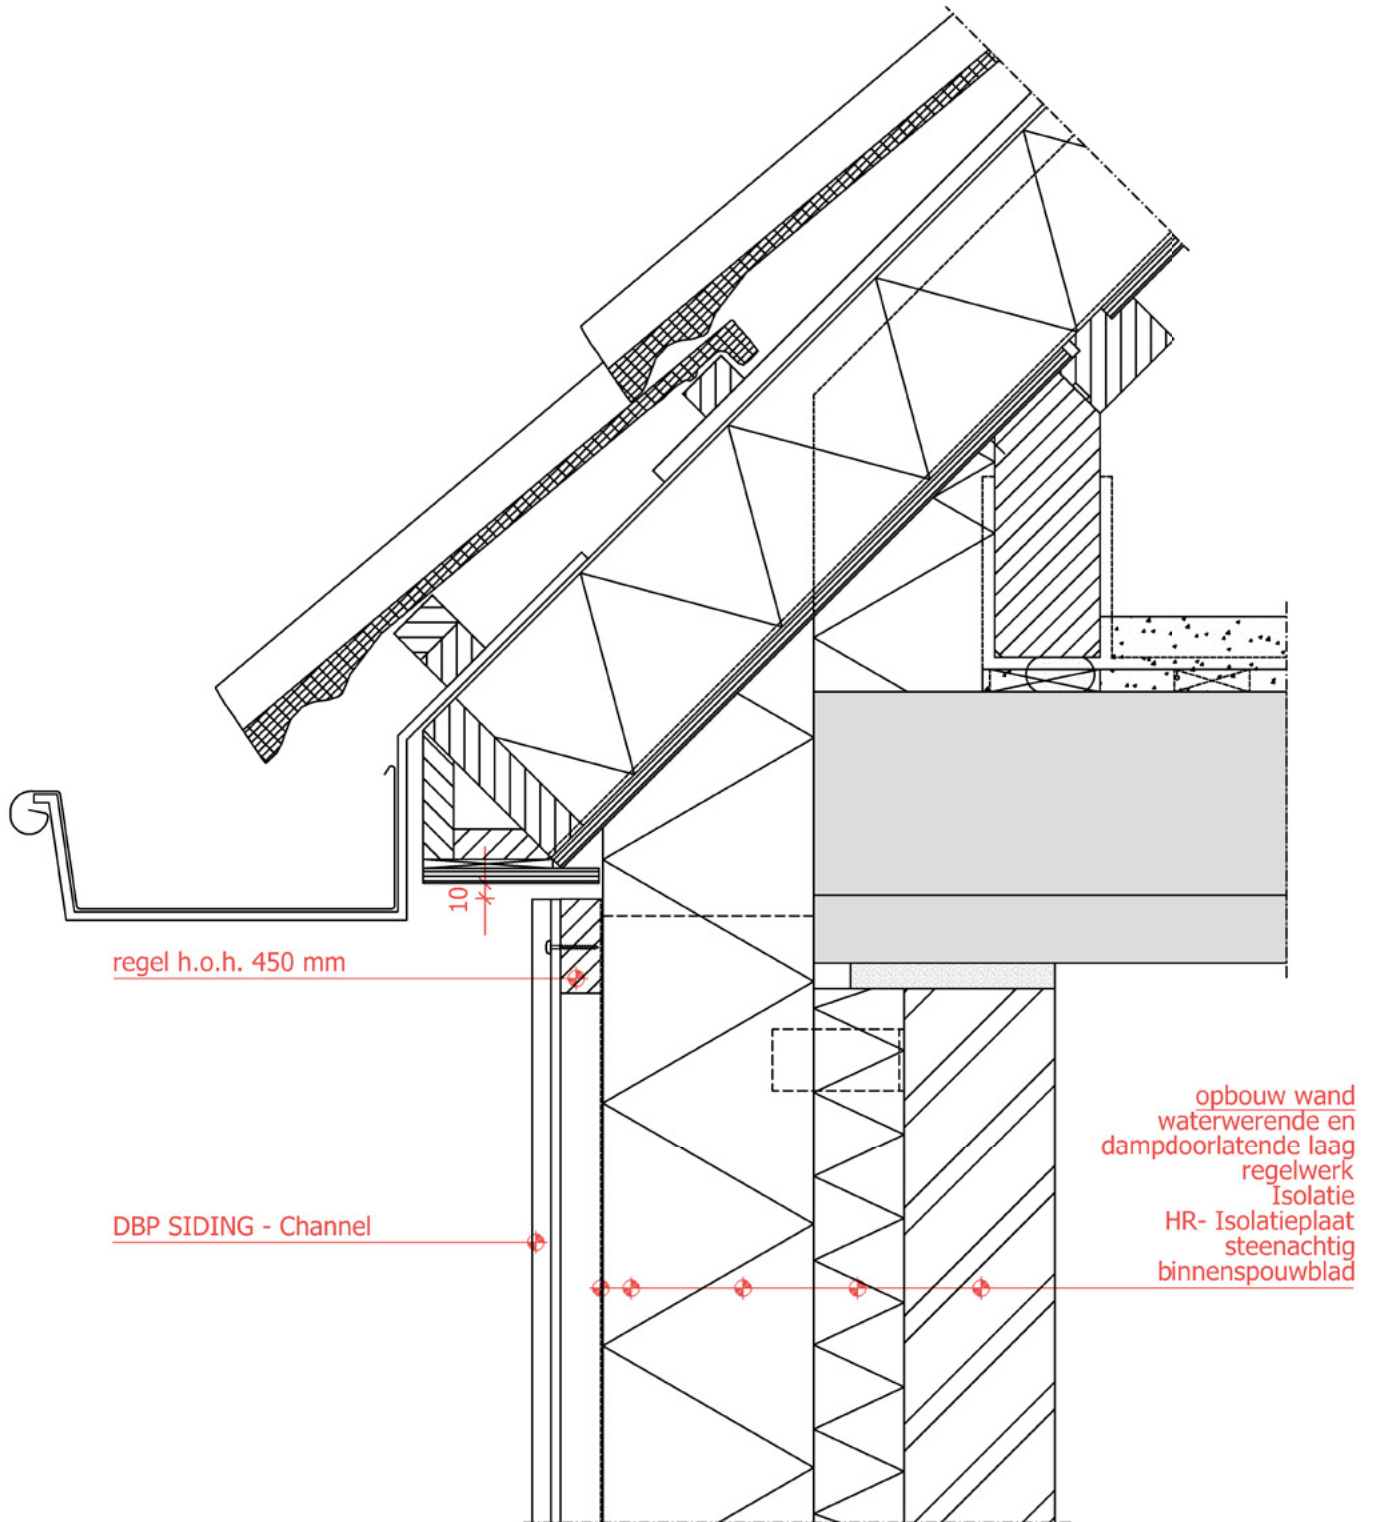 10
regel h.o.h. 450 mm
opbouw wand
waterwerende en
dampdoorlatende laag
regelwerk
Isolatie
HR- Isolatieplaat
steenachtig
binnenspouwblad
DBP SIDING - Channel